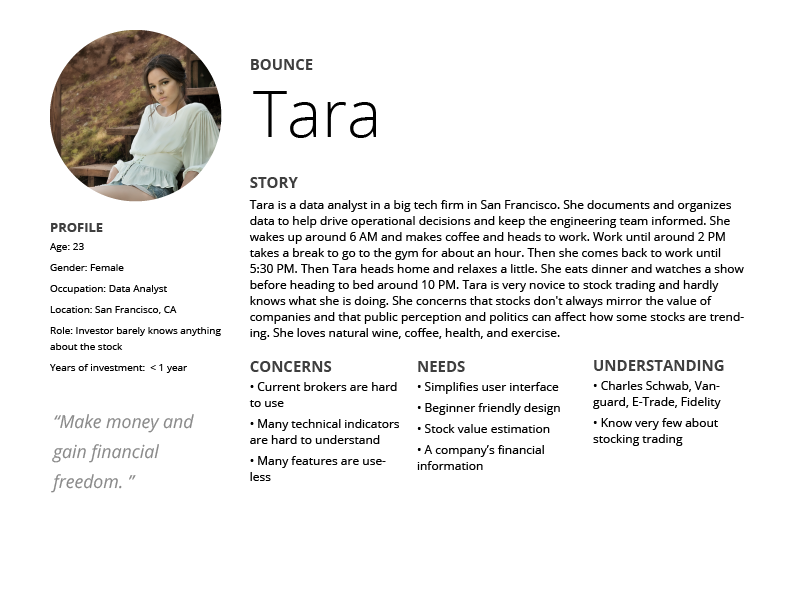 BOUNCE
Tara
PROFILE
Age: 23
Gender: Female
Occupation: Data Analyst
Location: San Francisco, CA
Role: Investor barely knows anything
about the stock
Years of investment:  < 1 year
“Make money and
gain financial
freedom. ”
STORY
Tara is a data analyst in a big tech firm in San Francisco. She documents and organizes
data to help drive operational decisions and keep the engineering team informed. She
wakes up around 6 AM and makes coffee and heads to work. Work until around 2 PM
takes a break to go to the gym for about an hour. Then she comes back to work until
5:30 PM. Then Tara heads home and relaxes a little. She eats dinner and watches a show
before heading to bed around 10 PM. Tara is very novice to stock trading and hardly
knows what she is doing. She concerns that stocks don't always mirror the value of
companies and that public perception and politics can affect how some stocks are trend-
ing. She loves natural wine, coffee, health, and exercise.
CONCERNS
• Current brokers are hard
to use
• Many technical indicators
are hard to understand
• Many features are use-
less
NEEDS
• Simplifies user interface
• Beginner friendly design
• Stock value estimation
• A company’s financial
information
UNDERSTANDING
• Charles Schwab, Van-
guard, E-Trade, Fidelity
• Know very few about
stocking trading